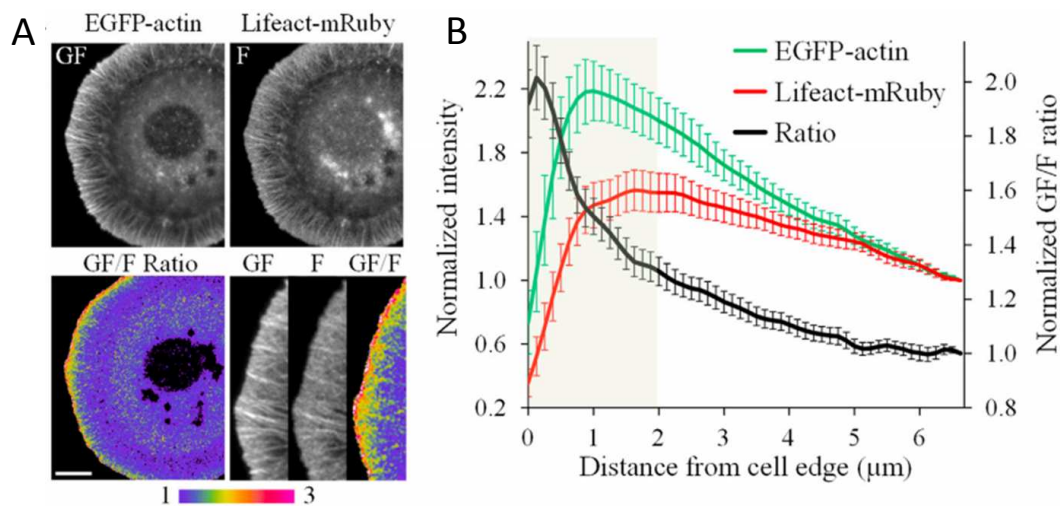 A
EGFP-actin Lifeact-mRuby
GF F
GF/F Ratio GF F GF/F
1 3
B
EGFP-actin
Lifeact-mRuby
Ratio
Normalized intensity
2.2
1.8
1.4
1.0
0.6
0.2
Normalized GF/F ratio
2.0
1.8
1.6
1.4
1.2
1.0
0.8
0 1 2 3 4 5 6
Distance from cell edge (μm)